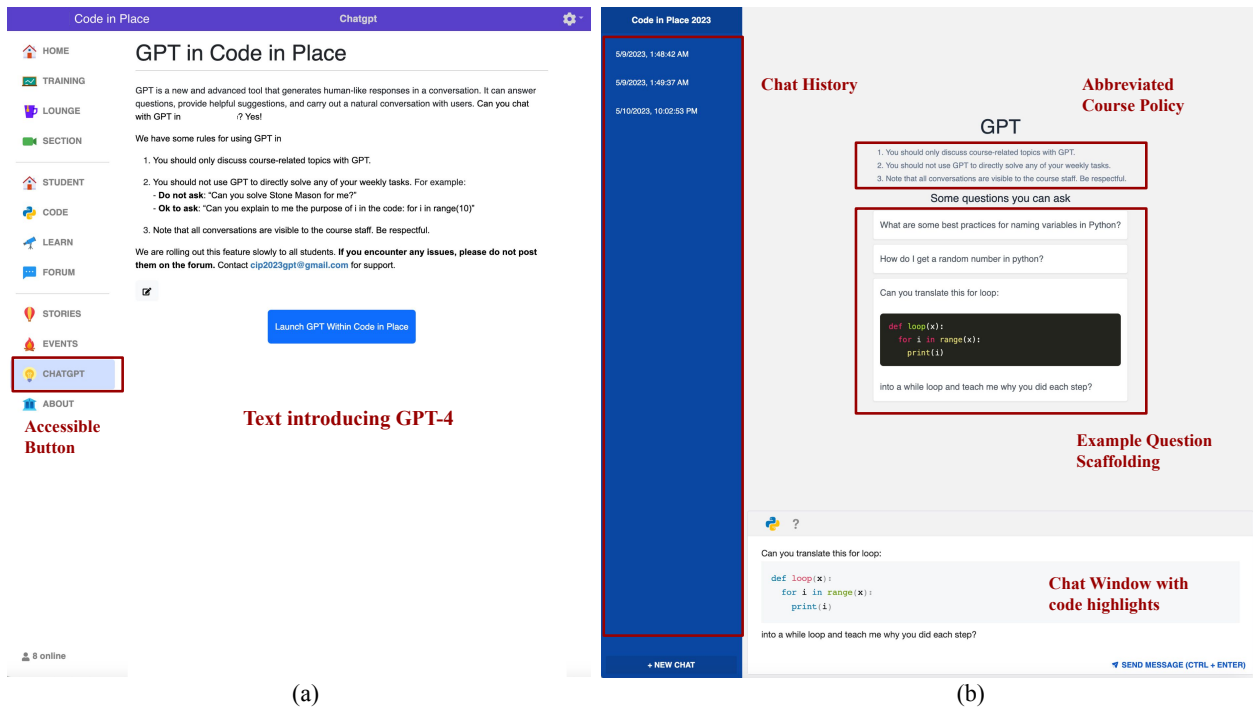 Code in Place
Chatgpt
HOME
TRAINING
LOUNGE
SECTION
STUDENT
CODE
LEARN
FORUM
STORIES
EVENTS
CHATGPT
ABOUT
Accessible
Button
8 online
GPT in Code in Place
GPT is a new and advanced tool that generates human-like responses in a conversation. It can answer
questions, provide helpful suggestions, and carry out a natural conversation with users. Can you chat
with GPT in ? Yes!
We have some rules for using GPT in
1. You should only discuss course-related topics with GPT.
2. You should not use GPT to directly solve any of your weekly tasks. For example:
- Do not ask: “Can you solve Stone Mason for me?”
- Ok to ask: “Can you explain to me the purpose of i in the code: for i in range(10)”
3. Note that all conversations are visible to the course staff. Be respectful.
We are rolling out this feature slowly to all students. If you encounter any issues, please do not post
them on the forum. Contact cip2023gpt@gmail.com for support.
Launch GPT Within Code in Place
Text introducing GPT-4
(a)
Code in Place 2023
5/9/2023, 1:48:42 AM
5/9/2023, 1:49:37 AM
5/10/2023, 10:02:53 PM
+ NEW CHAT
Chat History
Abbreviated
Course Policy
GPT
1. You should only discuss course-related topics with GPT.
2. You should not use GPT to directly solve any of your weekly tasks.
3. Note that all conversations are visible to the course staff. Be respectful.
Some questions you can ask
What are some best practices for naming variables in Python?
How do I get a random number in python?
Can you translate this for loop:
def loop(x):
for i in range(x):
print(i)
into a while loop and teach me why you did each step?
Example Question
Scaffolding
?
Can you translate this for loop:
def loop(x):
for i in range(x):
print(i)
into a while loop and teach me why you did each step?
Chat Window with
code highlights
SEND MESSAGE (CTRL + ENTER)
(b)